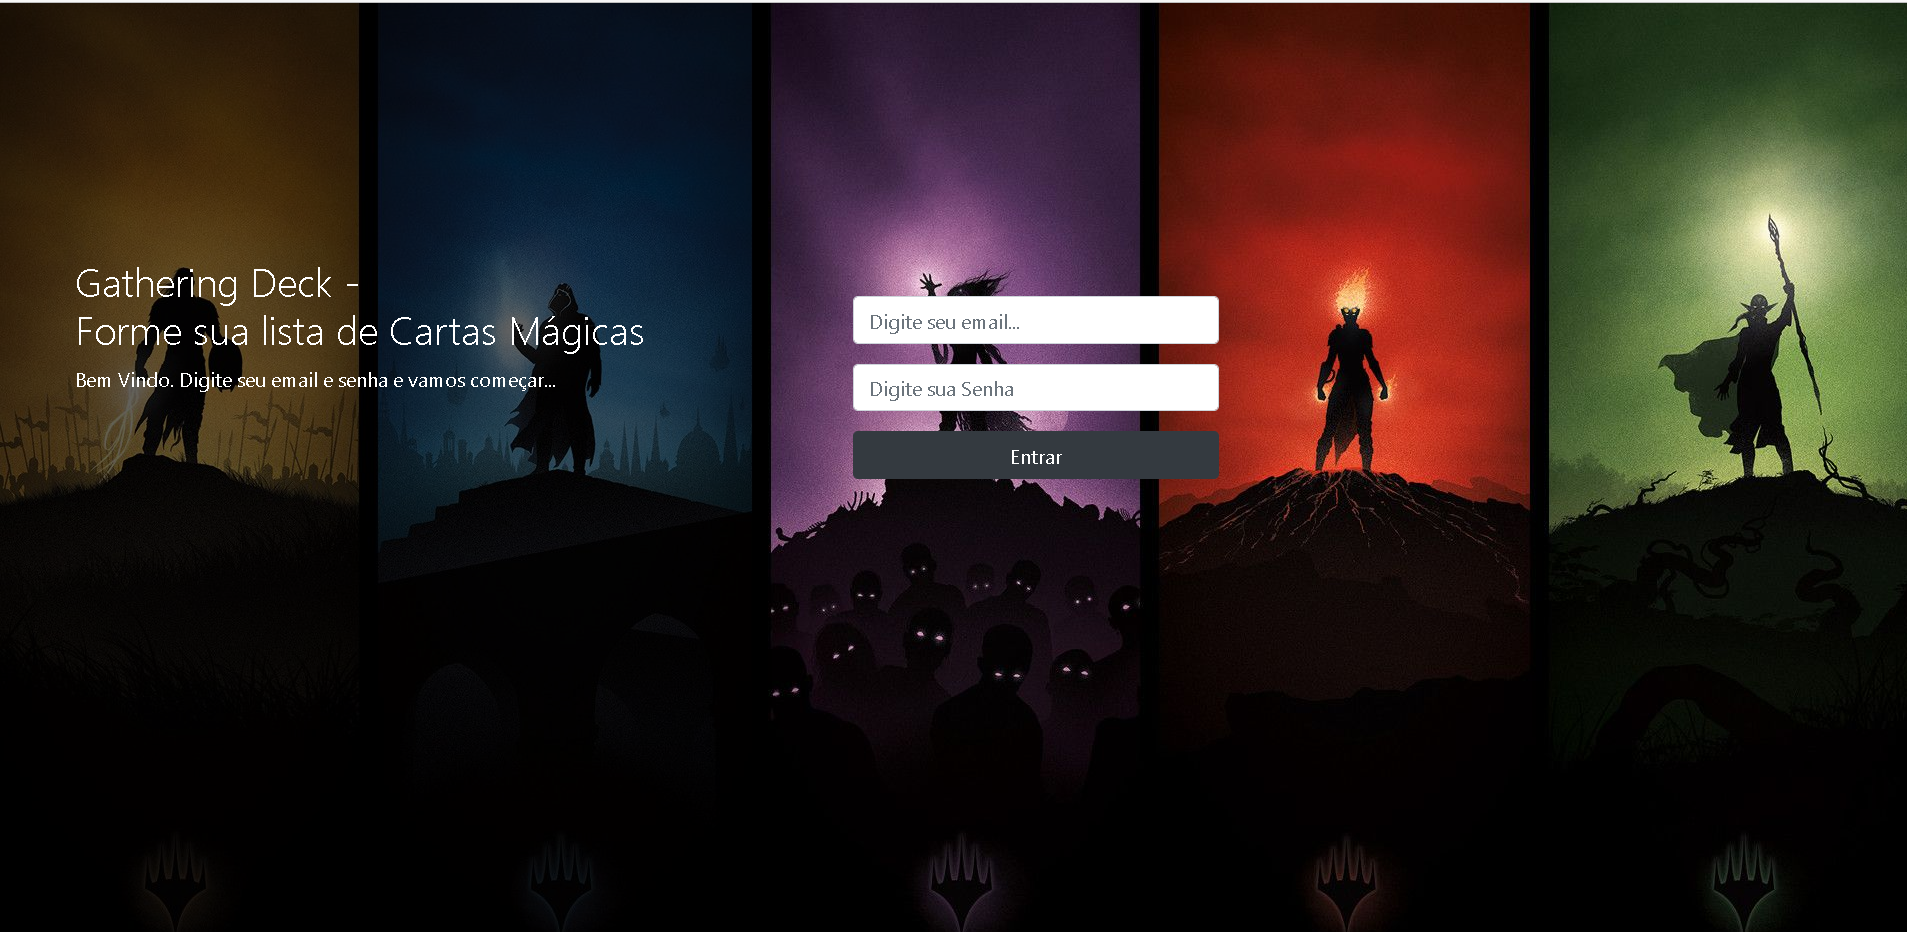 Gathering Deck -
Forme sua lista de Cartas Mágicas
Bem Vindo. Digite seu email e senha e vamos começar...
Digite seu email...
Digite sua Senha
Entrar